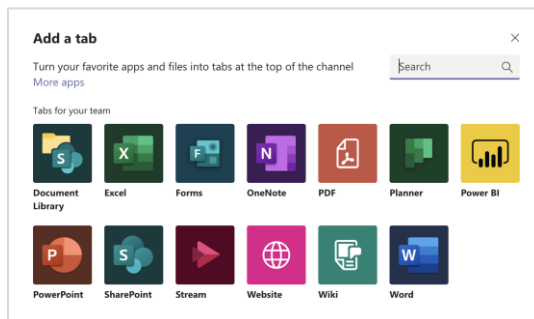 Add a tab
Turn your favorite apps and files into tabs at the top of the channel
More apps
Search
Tabs for your team
Document Library
Excel
Forms
OneNote
PDF
Planner
Power BI
PowerPoint
SharePoint
Stream
Website
Wiki
Word